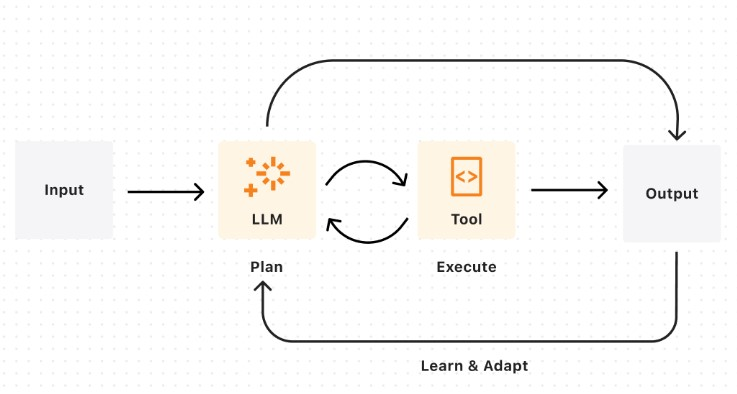 Input
LLM
Tool
Output
Plan
Execute
Learn & Adapt